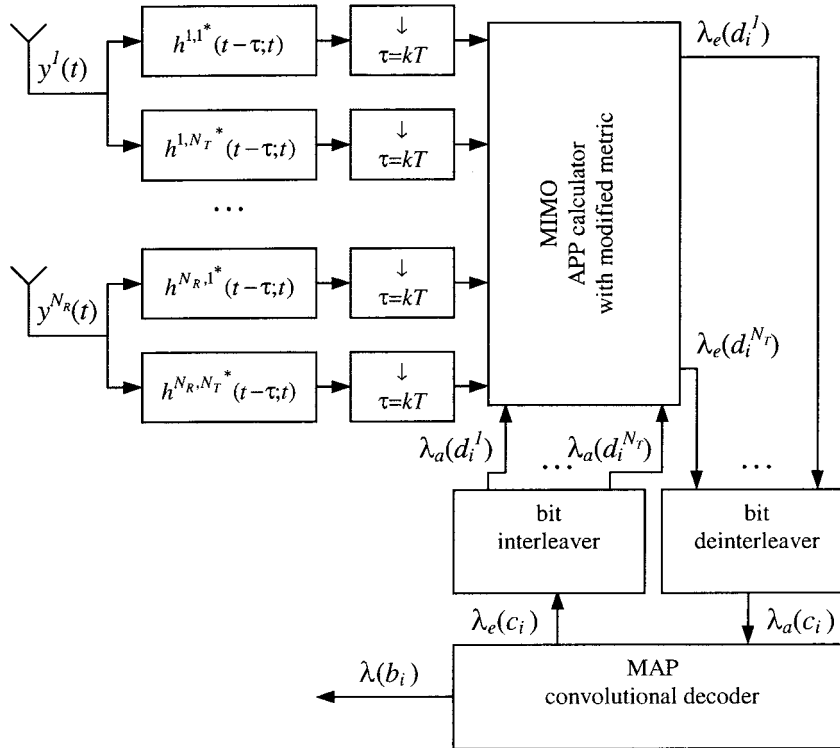 y^1(t)
h^{1,1*}(t−τ;t)
↓
τ=kT
h^{1,N_T*}(t−τ;t)
↓
τ=kT
...
y^{N_R}(t)
h^{N_R,1*}(t−τ;t)
↓
τ=kT
h^{N_R,N_T*}(t−τ;t)
↓
τ=kT
MIMO
APP calculator
with modified metric
λ_e(d_i^1)
λ_e(d_i^{N_T})
λ_a(d_i^1)
...
λ_a(d_i^{N_T})
...
bit
interleaver
bit
deinterleaver
λ_e(c_i)
λ_a(c_i)
MAP
convolutional decoder
λ(b_i)